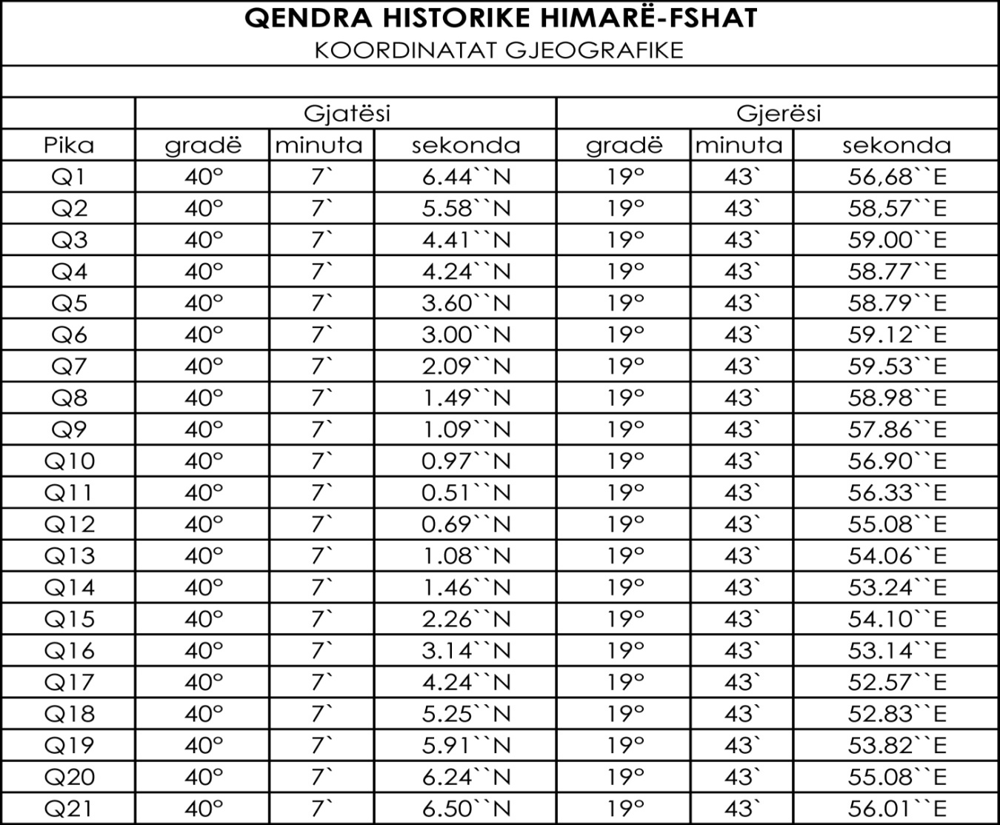 QENDRA HISTORIKE HIMARË-FSHAT
KOORDINATAT GJEOGRAFIKE
Gjatësi Gjerësi
Pika gradë minuta sekonda gradë minuta sekonda
Q1 40° 7` 6.44``N 19° 43` 56,68``E
Q2 40° 7` 5.58``N 19° 43` 58,57``E
Q3 40° 7` 4.41``N 19° 43` 59.00``E
Q4 40° 7` 4.24``N 19° 43` 58.77``E
Q5 40° 7` 3.60``N 19° 43` 58.79``E
Q6 40° 7` 3.00``N 19° 43` 59.12``E
Q7 40° 7` 2.09``N 19° 43` 59.53``E
Q8 40° 7` 1.49``N 19° 43` 58.98``E
Q9 40° 7` 1.09``N 19° 43` 57.86``E
Q10 40° 7` 0.97``N 19° 43` 56.90``E
Q11 40° 7` 0.51``N 19° 43` 56.33``E
Q12 40° 7` 0.69``N 19° 43` 55.08``E
Q13 40° 7` 1.08``N 19° 43` 54.06``E
Q14 40° 7` 1.46``N 19° 43` 53.24``E
Q15 40° 7` 2.26``N 19° 43` 54.10``E
Q16 40° 7` 3.14``N 19° 43` 53.14``E
Q17 40° 7` 4.24``N 19° 43` 52.57``E
Q18 40° 7` 5.25``N 19° 43` 52.83``E
Q19 40° 7` 5.91``N 19° 43` 53.82``E
Q20 40° 7` 6.24``N 19° 43` 55.08``E
Q21 40° 7` 6.50``N 19° 43` 56.01``E